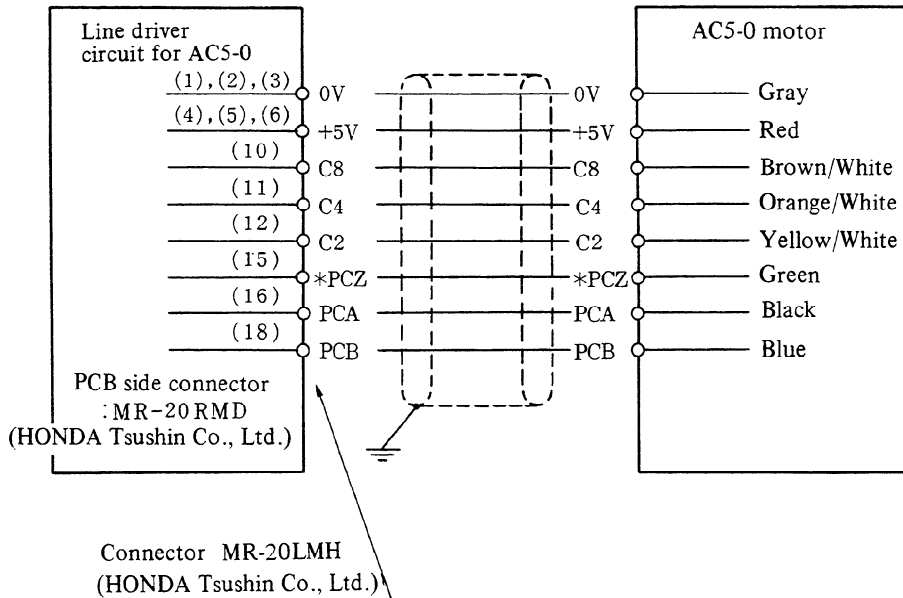 Line driver
circuit for AC5-0
AC5-0 motor
(1),(2),(3) 0V 0V Gray
(4),(5),(6) +5V +5V Red
(10) C8 C8 Brown/White
(11) C4 C4 Orange/White
(12) C2 C2 Yellow/White
(15) *PCZ *PCZ Green
(16) PCA PCA Black
(18) PCB PCB Blue
PCB side connector
:MR-20RMD
(HONDA Tsushin Co., Ltd.)
Connector MR-20LMH
(HONDA Tsushin Co., Ltd.)